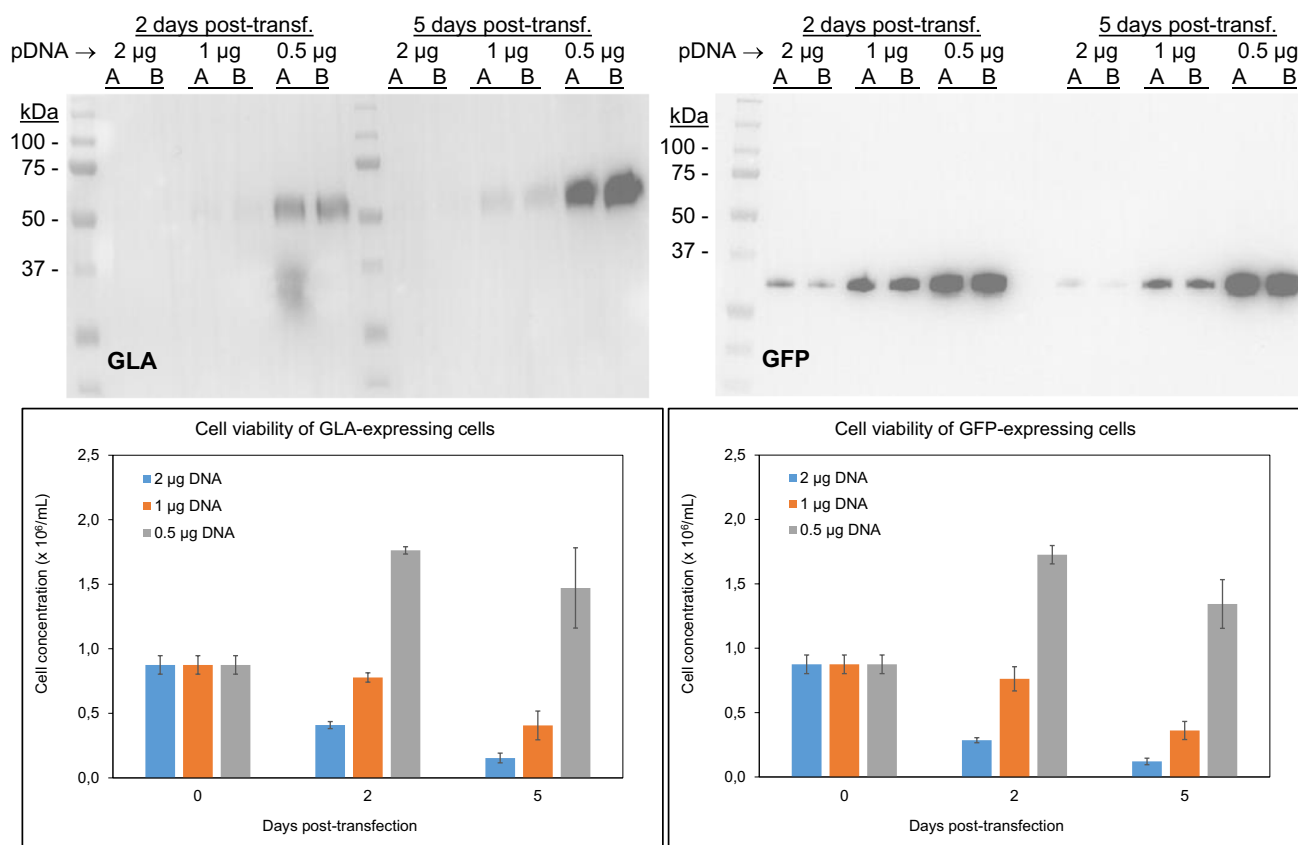 2 days post-transf. 5 days post-transf.
pDNA → 2 µg 1 µg 0.5 µg 2 µg 1 µg 0.5 µg
A B A B A B A B A B A B
kDa
100 -
75 -
50 -
37 -
GLA
2 days post-transf. 5 days post-transf.
pDNA → 2 µg 1 µg 0.5 µg 2 µg 1 µg 0.5 µg
A B A B A B A B A B A B
kDa
100 -
75 -
50 -
37 -
GFP
Cell viability of GLA-expressing cells
Cell concentration (x 10⁶/mL)
2,5
2,0
1,5
1,0
0,5
0,0
2 µg DNA
1 µg DNA
0.5 µg DNA
0 2 5
Days post-transfection
Cell viability of GFP-expressing cells
Cell concentration (x 10⁶/mL)
2,5
2,0
1,5
1,0
0,5
0,0
2 µg DNA
1 µg DNA
0.5 µg DNA
0 2 5
Days post-transfection